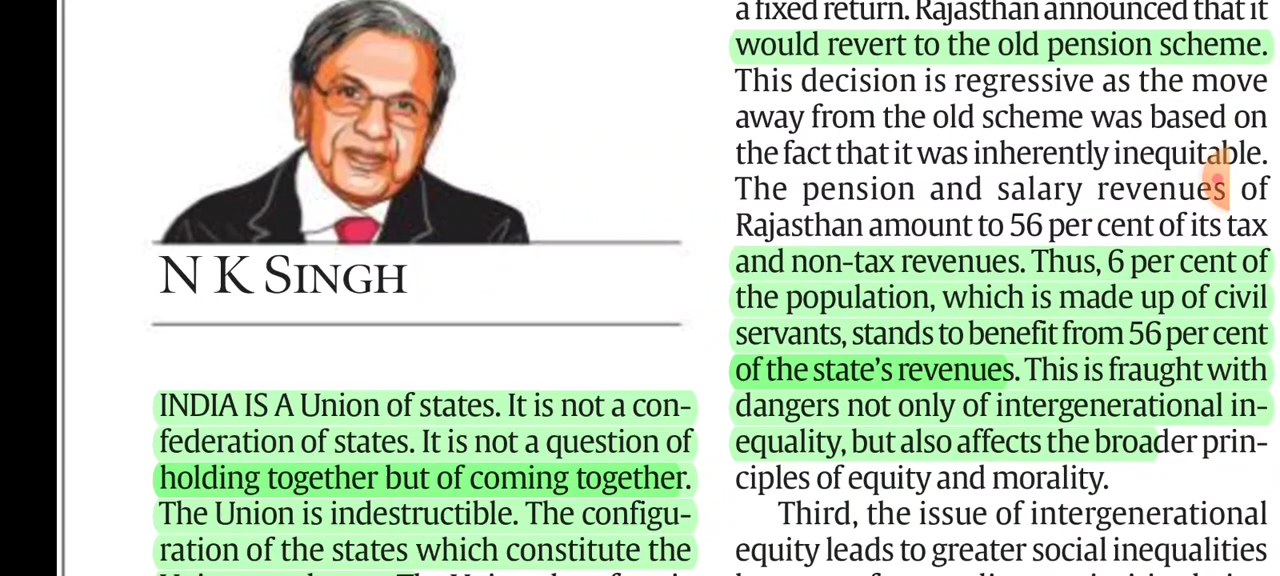 N K SINGH
INDIA IS A Union of states. It is not a con-
federation of states. It is not a question of
holding together but of coming together.
The Union is indestructible. The configu-
ration of the states which constitute the
a fixed return. Rajasthan announced that it
would revert to the old pension scheme.
This decision is regressive as the move
away from the old scheme was based on
the fact that it was inherently inequitable.
The pension and salary revenues of
Rajasthan amount to 56 per cent of its tax
and non-tax revenues. Thus, 6 per cent of
the population, which is made up of civil
servants, stands to benefit from 56 per cent
of the state's revenues. This is fraught with
dangers not only of intergenerational in-
equality, but also affects the broader prin-
ciples of equity and morality.
Third, the issue of intergenerational
equity leads to greater social inequalities